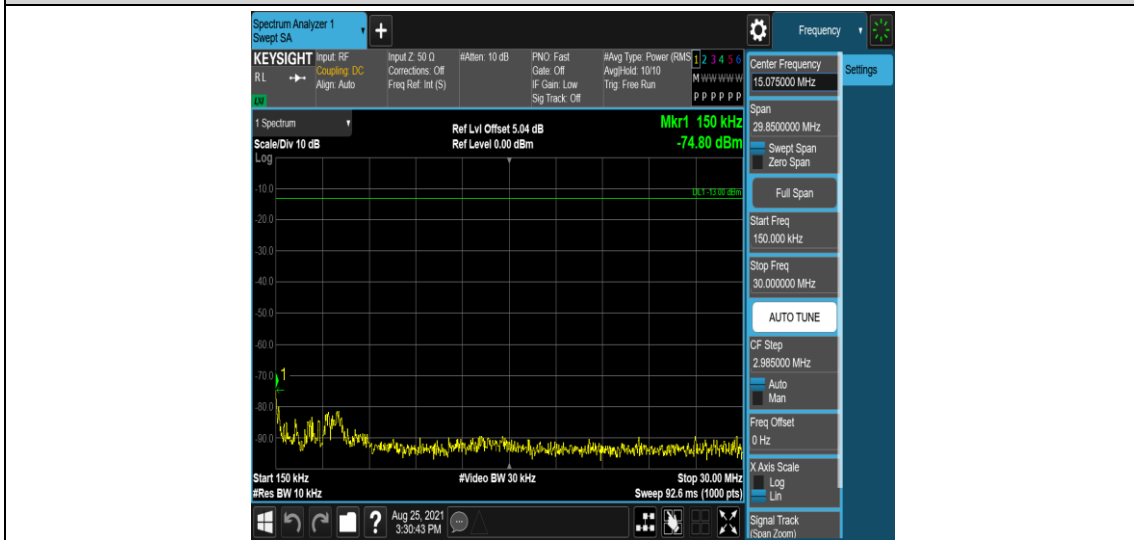 Spectrum Analyzer 1
Swept SA
+
Frequency
KEYSIGHT
RL
LXI
Input: RF
Coupling: DC
Align: Auto
Input Z: 50 Ω
Corrections: Off
Freq Ref: Int (S)
#Atten: 10 dB
PNO: Fast
Gate: Off
IF Gain: Low
Sig Track: Off
#Avg Type: Power (RMS
Avg|Hold: 10/10
Trig: Free Run
1 2 3 4 5 6
M W W W W W
P P P P P P
1 Spectrum
Scale/Div 10 dB
Log
Ref Lvl Offset 5.04 dB
Ref Level 0.00 dBm
Mkr1 150 kHz
-74.80 dBm
DL1 -13.00 dBm
-10.0
-20.0
-30.0
-40.0
-50.0
-60.0
-70.0
-80.0
-90.0
1
Start 150 kHz
#Res BW 10 kHz
#Video BW 30 kHz
Stop 30.00 MHz
Sweep 92.6 ms (1000 pts)
?
Aug 25, 2021
3:30:43 PM
Center Frequency
15.075000 MHz
Settings
Span
29.8500000 MHz
Swept Span
Zero Span
Full Span
Start Freq
150.000 kHz
Stop Freq
30.000000 MHz
AUTO TUNE
CF Step
2.985000 MHz
Auto
Man
Freq Offset
0 Hz
X Axis Scale
Log
Lin
Signal Track
(Span Zoom)